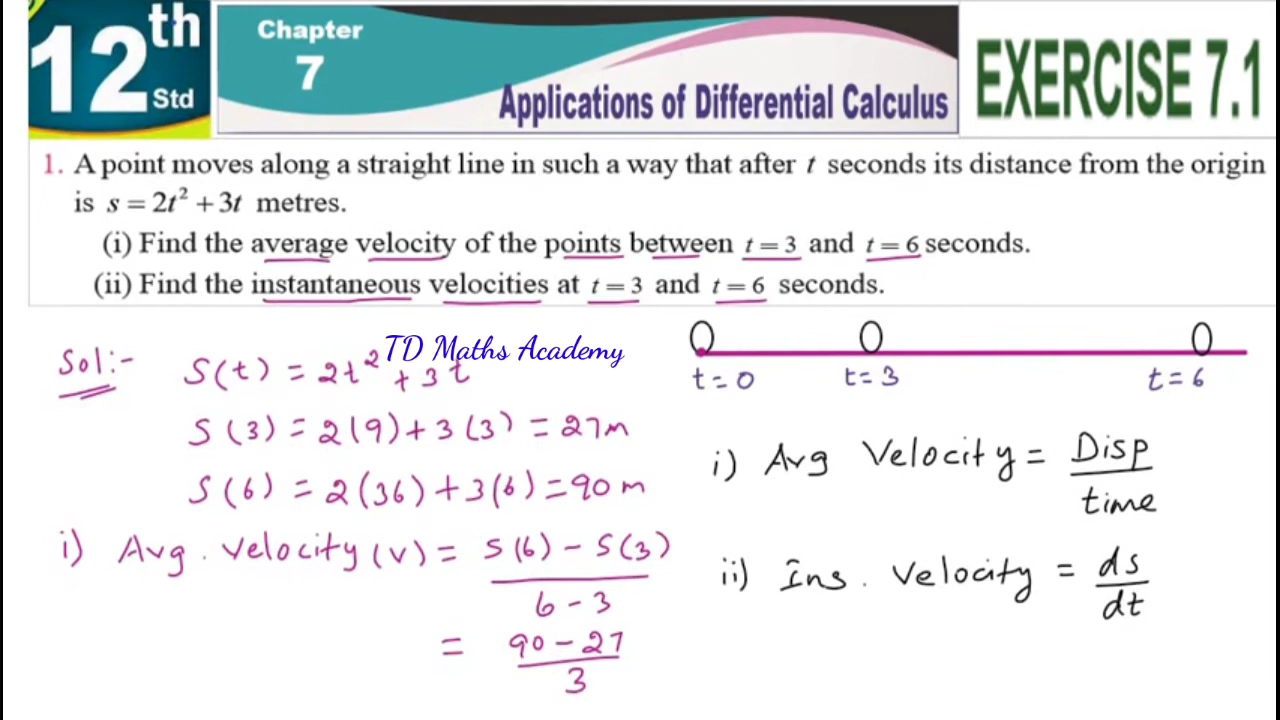 12th Std
Chapter
7
Applications of Differential Calculus
EXERCISE 7.1
1. A point moves along a straight line in such a way that after t seconds its distance from the origin
is s = 2t² + 3t metres.
(i) Find the average velocity of the points between t = 3 and t = 6 seconds.
(ii) Find the instantaneous velocities at t = 3 and t = 6 seconds.
TD Maths Academy
Sol:-
S(t) = 2t² + 3t
S(3) = 2(9) + 3(3) = 27m
S(6) = 2(36) + 3(6) = 90m
i) Avg. Velocity (v) = S(6) - S(3)
6 - 3
= 90 - 27
3
t = 0 t = 3 t = 6
i) Avg Velocity = Disp
time
ii) Ins. Velocity = ds
dt